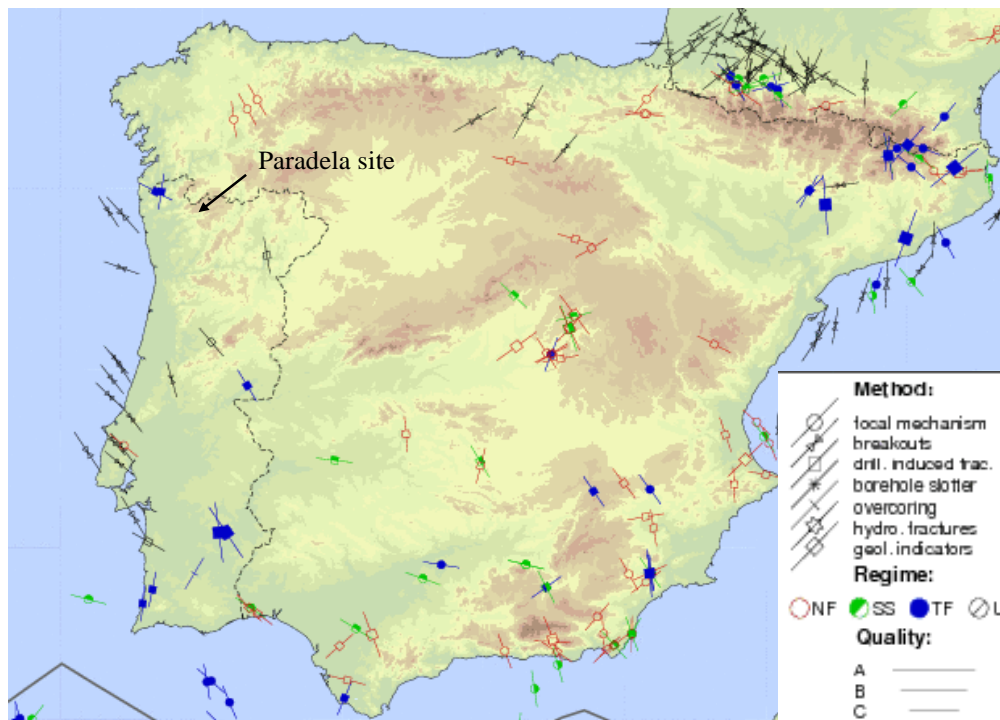 Paradela site
Method:
focal mechanism
breakouts
drill. induced frac.
borehole slotter
overcoring
hydro. fractures
geol. indicators
Regime:
NF SS TF U
Quality:
A
B
C